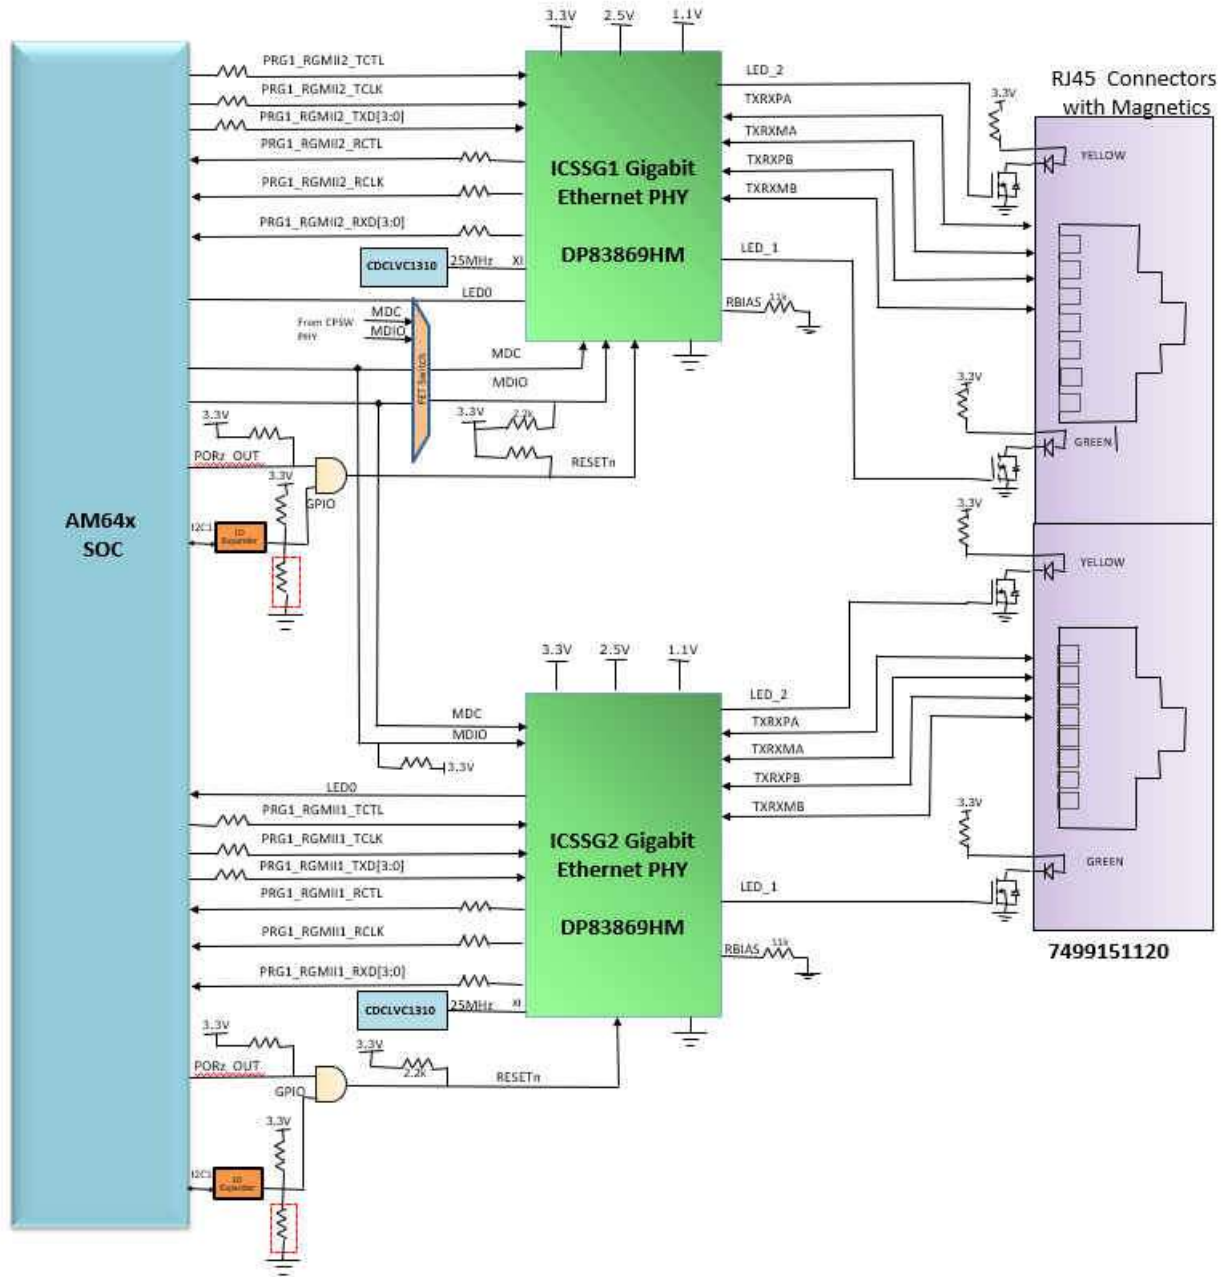 3.3V
2.5V
1.1V
PRG1_RGMII2_TCTL
PRG1_RGMII2_TCLK
PRG1_RGMII2_TXD[3:0]
PRG1_RGMII2_RCTL
PRG1_RGMII2_RCLK
PRG1_RGMII2_RXD[3:0]
CDCLVC1310
25MHz
XI
LED0
From CPSW
PHY
MDC
MDIO
FET Switch
MDC
MDIO
3.3V
2.2k
RESETn
3.3V
PORz_OUT
3.3V
GPIO
I2C1
IO
Expander
AM64x
SOC
ICSSG1 Gigabit
Ethernet PHY
DP83869HM
LED_2
TXRXPA
TXRXMA
TXRXPB
TXRXMB
LED_1
RBIAS
11k
RJ45 Connectors
with Magnetics
3.3V
YELLOW
3.3V
GREEN
3.3V
YELLOW
3.3V
2.5V
1.1V
MDC
MDIO
3.3V
LED0
PRG1_RGMII1_TCTL
PRG1_RGMII1_TCLK
PRG1_RGMII1_TXD[3:0]
PRG1_RGMII1_RCTL
PRG1_RGMII1_RCLK
PRG1_RGMII1_RXD[3:0]
CDCLVC1310
25MHz
XI
ICSSG2 Gigabit
Ethernet PHY
DP83869HM
LED_2
TXRXPA
TXRXMA
TXRXPB
TXRXMB
LED_1
RBIAS
11k
3.3V
GREEN
7499151120
3.3V
PORz_OUT
GPIO
3.3V
2.2k
RESETn
3.3V
I2C1
IO
Expander